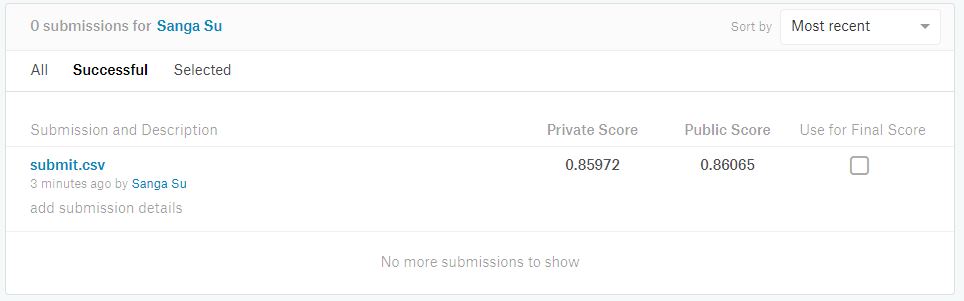 0 submissions for Sanga Su Sort by Most recent
All Successful Selected
Submission and Description Private Score Public Score Use for Final Score
submit.csv 0.85972 0.86065
3 minutes ago by Sanga Su
add submission details
No more submissions to show